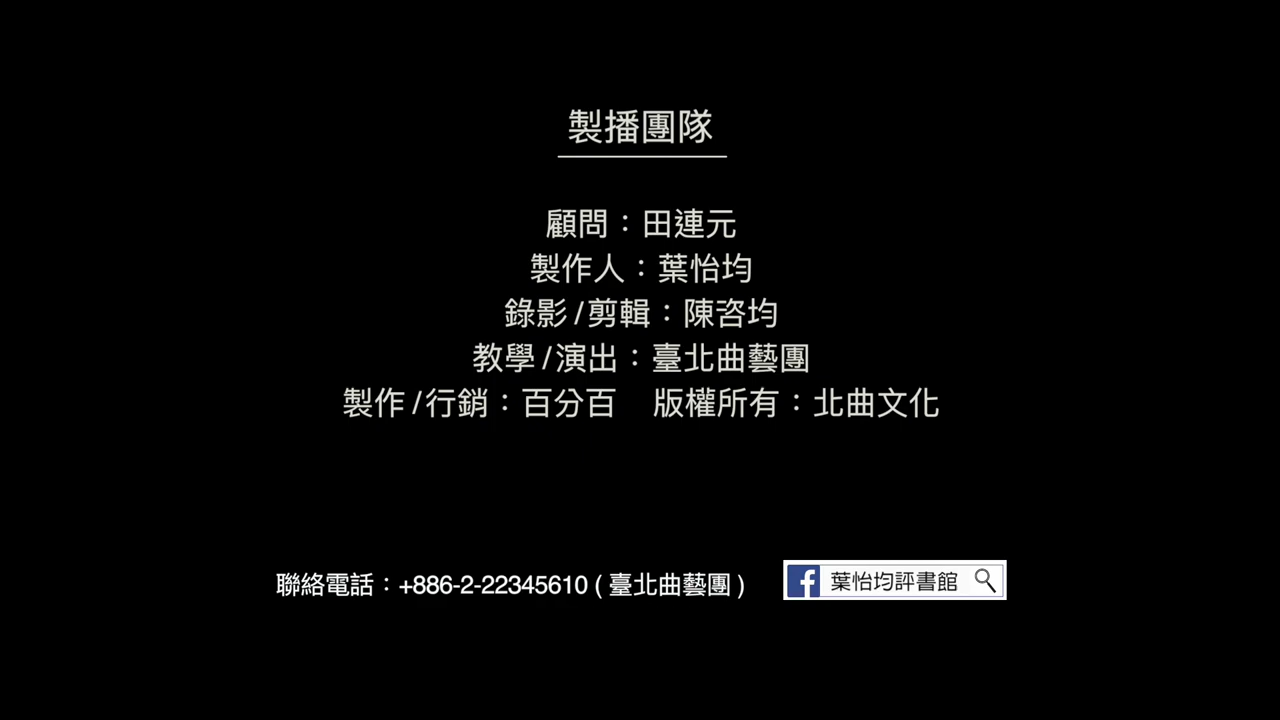 製播團隊
顧問：田連元
製作人：葉怡均
錄影/剪輯：陳咨均
教學/演出：臺北曲藝團
製作/行銷：百分百 版權所有：北曲文化
聯絡電話：+886-2-22345610 ( 臺北曲藝團 ) 葉怡均評書館